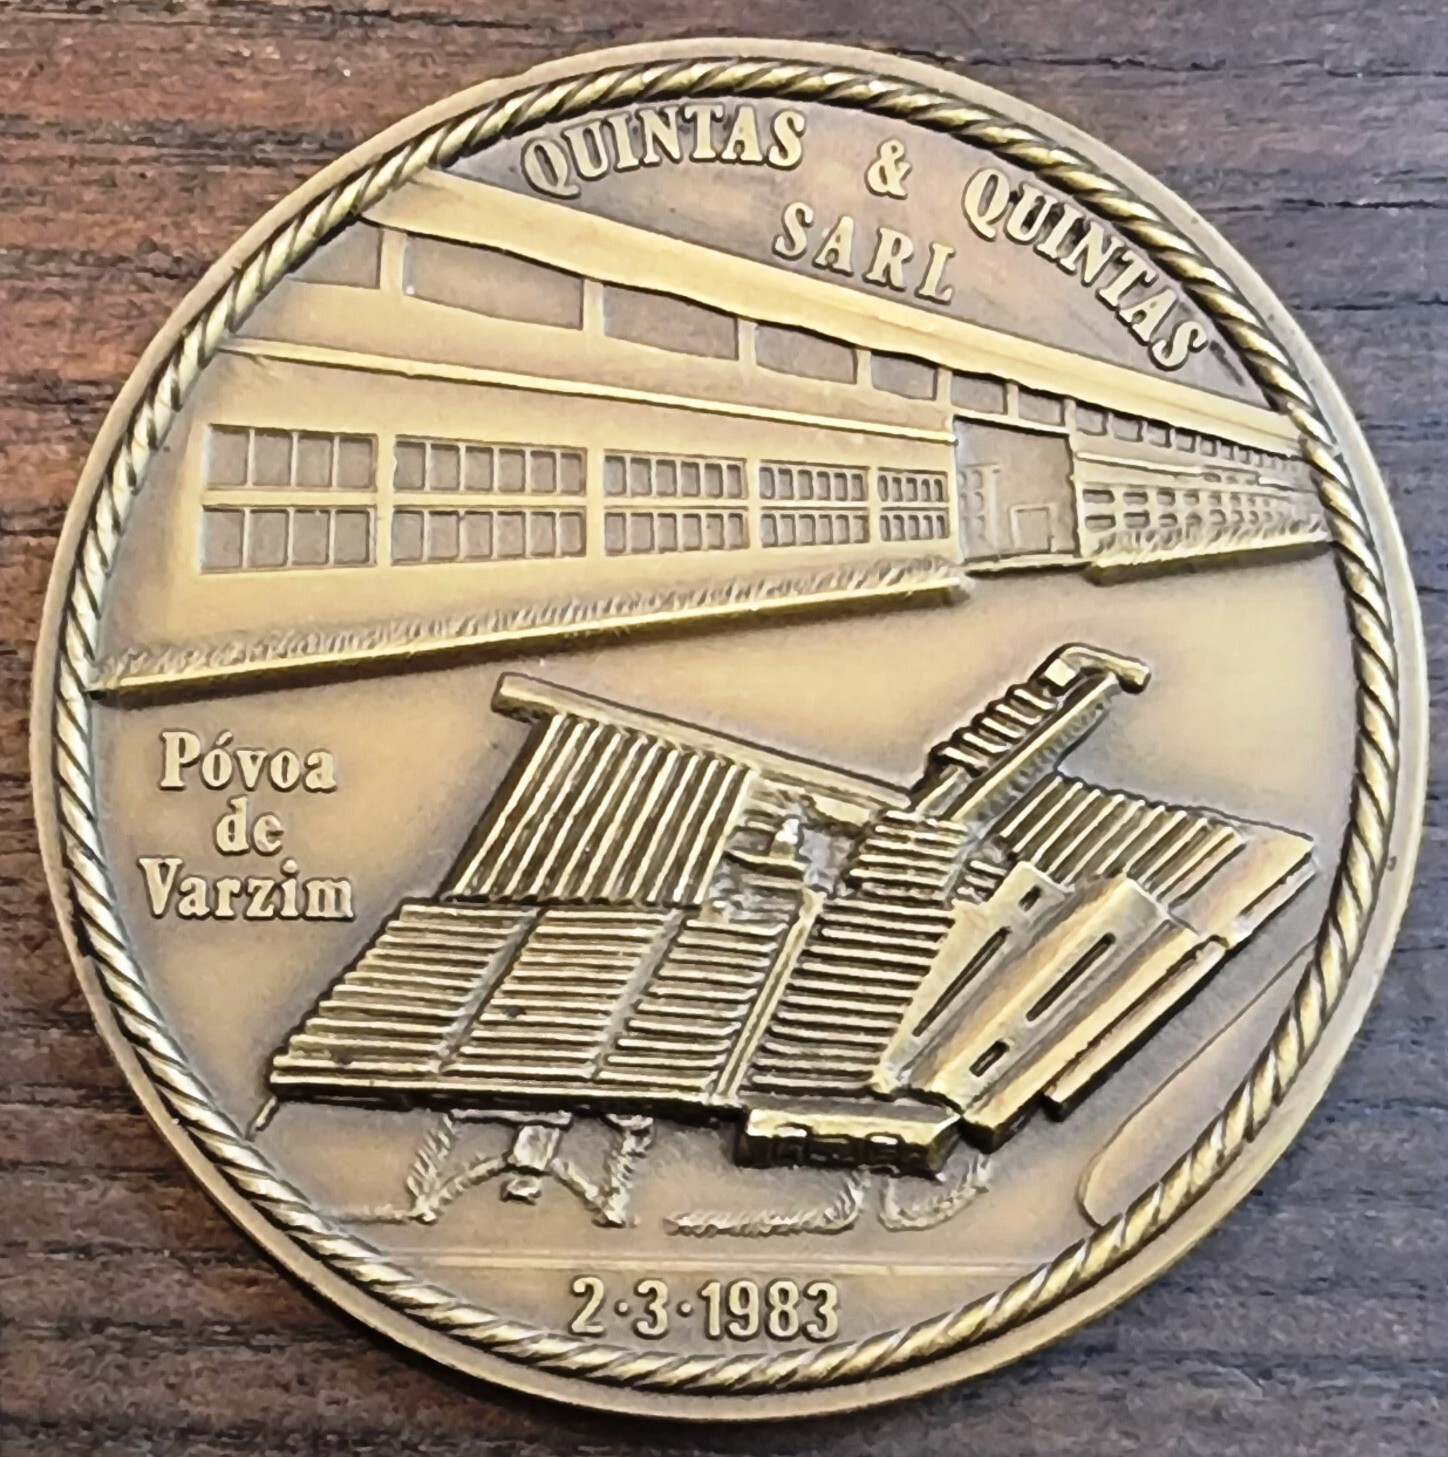 QUINTAS & QUINTAS
SARL
Póvoa
de
Varzim
2·3·1983